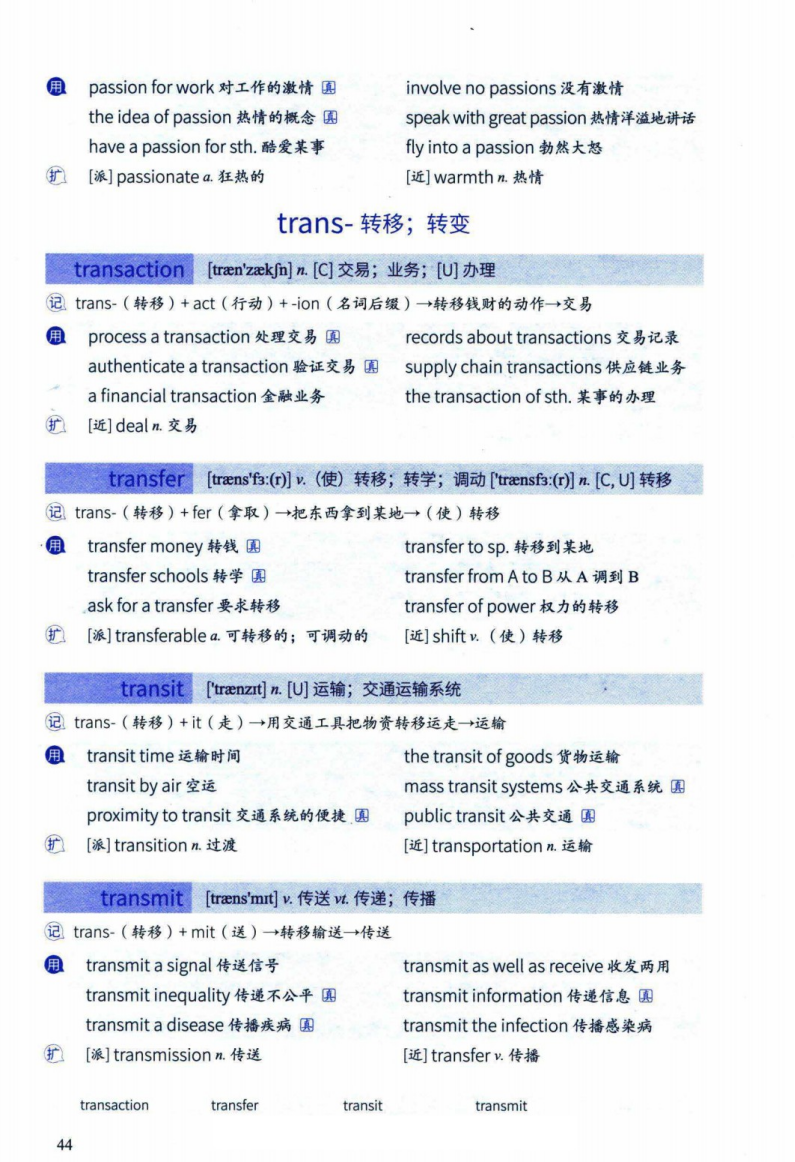 用 passion for work 对工作的激情 真 involve no passions 没有激情
the idea of passion 热情的概念 真 speak with great passion 热情洋溢地讲话
have a passion for sth. 酷爱某事 fly into a passion 勃然大怒
扩 [派] passionate a. 狂热的 [近] warmth n. 热情
trans- 转移；转变
transaction [træn'zækʃn] n. [C] 交易；业务；[U] 办理
记 trans-（转移）+ act（行动）+ -ion（名词后缀）→转移钱财的动作→交易
用 process a transaction 处理交易 真 records about transactions 交易记录
authenticate a transaction 验证交易 真 supply chain transactions 供应链业务
a financial transaction 金融业务 the transaction of sth. 某事的办理
扩 [近] deal n. 交易
transfer [træns'fɜ:(r)] v.（使）转移；转学；调动 ['trænsfɜ:(r)] n. [C, U] 转移
记 trans-（转移）+ fer（拿取）→把东西拿到某地→（使）转移
用 transfer money 转钱 真 transfer to sp. 转移到某地
transfer schools 转学 真 transfer from A to B 从 A 调到 B
ask for a transfer 要求转移 transfer of power 权力的转移
扩 [派] transferable a. 可转移的；可调动的 [近] shift v.（使）转移
transit ['trænzɪt] n. [U] 运输；交通运输系统
记 trans-（转移）+ it（走）→用交通工具把物资转移运走→运输
用 transit time 运输时间 the transit of goods 货物运输
transit by air 空运 mass transit systems 公共交通系统 真
proximity to transit 交通系统的便捷 真 public transit 公共交通 真
扩 [派] transition n. 过渡 [近] transportation n. 运输
transmit [træns'mɪt] v. 传送 vt. 传递；传播
记 trans-（转移）+ mit（送）→转移输送→传送
用 transmit a signal 传送信号 transmit as well as receive 收发两用
transmit inequality 传递不公平 真 transmit information 传递信息 真
transmit a disease 传播疾病 真 transmit the infection 传播感染病
扩 [派] transmission n. 传送 [近] transfer v. 传播
transaction transfer transit transmit
44